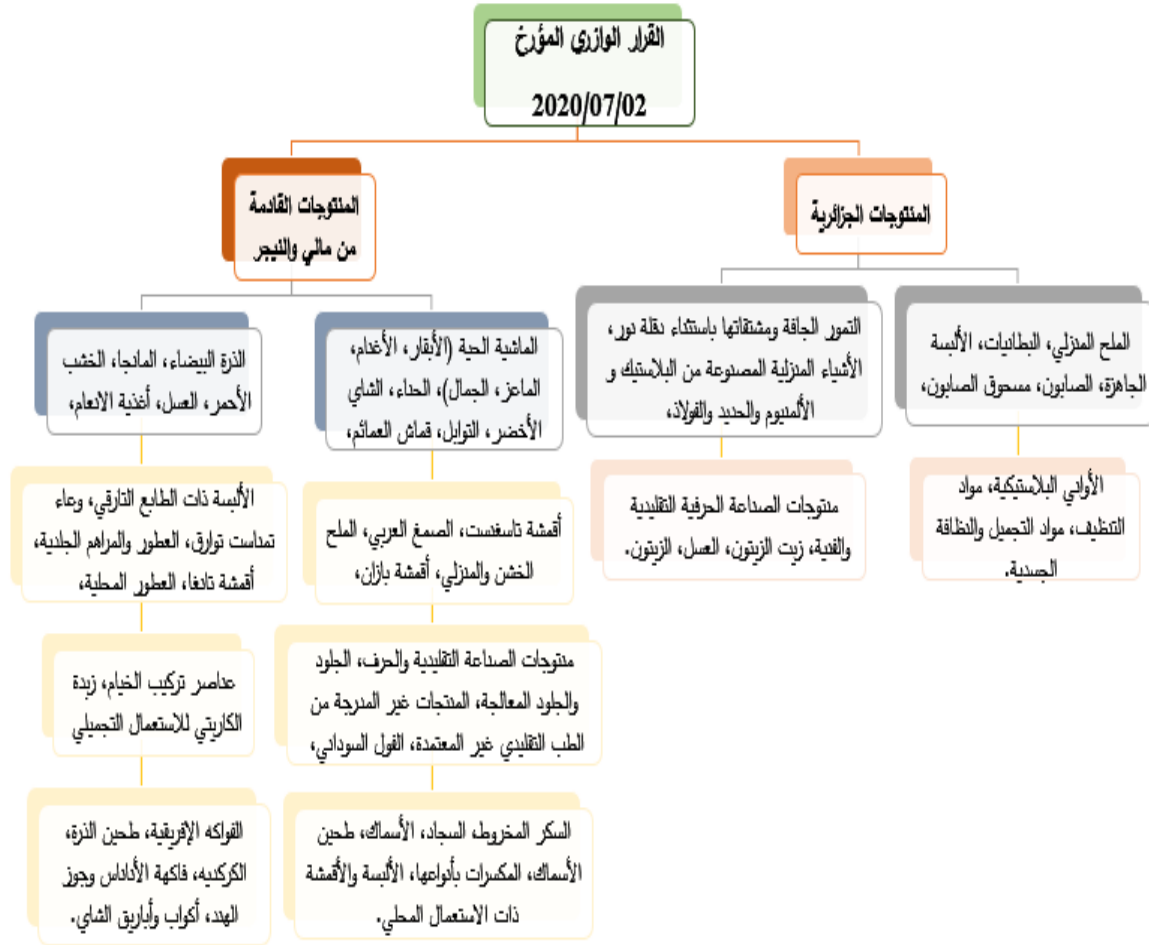 القرار الوازري المؤرخ
2020/07/02
المنتوجات الجزائرية
المنتوجات القادمة
من مالي والنيجر
الملح المنزلي، البطانيات، الألبسة
الجاهزة، الصابون، مسحوق الصابون،
الأواني البلاستيكية، مواد
التنظيف، مواد التجميل والنظافة
الجسدية.
التمور الجافة ومشتقاتها باستثناء دقلة نور،
الأشياء المنزلية المصنوعة من البلاستيك و
الألمنيوم والحديد والفولاذ،
منتوجات الصناعة الحرفية التقليدية
والفنية، زيت الزيتون، العسل، الزيتون.
الماشية الحية (الأبقار، الأغنام،
الماعز، الجمال)، الحناء، الشاي
الأخضر، التوابل، قماش العمائم،
أقمشة تاسغنست، الصمغ العربي، الملح
الخشن والمنزلي، أقمشة بازان،
منتوجات الصناعة التقليدية والحرف، الجلود
والجلود المعالجة، المنتجات غير المدرجة من
الطب التقليدي غير المعتمدة، الفول السوداني،
السكر المخروط، السجاد، الأسماك، طحين
الأسماك، المكسرات بأنواعها، الألبسة والأقمشة
ذات الاستعمال المحلي.
الذرة البيضاء، المانجا، الخشب
الأحمر، العسل، أغذية الانعام،
الألبسة ذات الطابع التارقي، وعاء
تمناست توارق، العطور والمراهم الجلدية،
أقمشة تانغا، العطور المحلية،
عناصر تركيب الخيام، زبدة
الكاريتي للاستعمال التجميلي
الفواكه الإفريقية، طحين الذرة،
الكركديه، فاكهة الأناناس وجوز
الهند، أكواب وأباريق الشاي.